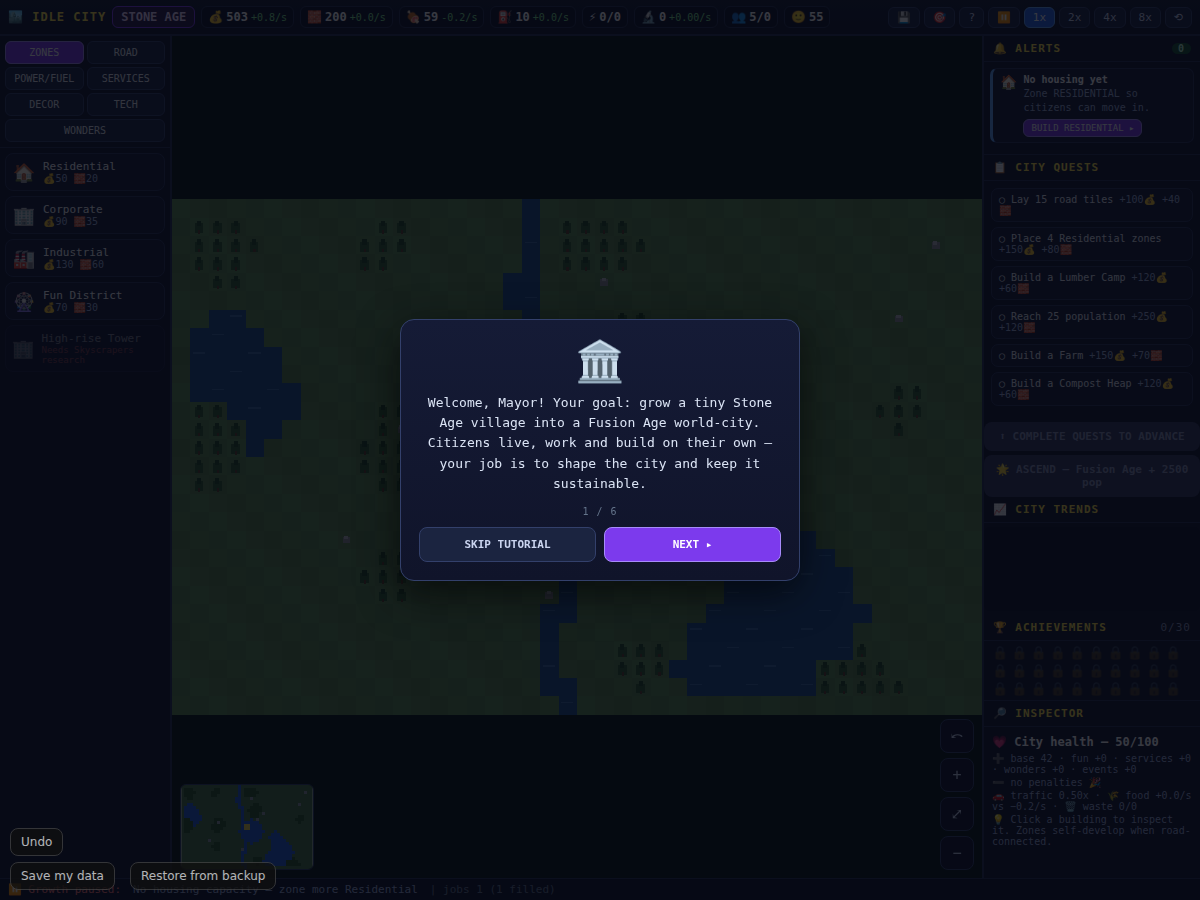 IDLE CITY STONE AGE 503 +0.8/s 200 +0.0/s 59 -0.2/s 10 +0.0/s 0/0 0 +0.00/s 5/0 55 ? 1x 2x 4x 8x
ZONES ROAD
POWER/FUEL SERVICES
DECOR TECH
WONDERS
Residential
50 20
Corporate
90 35
Industrial
130 60
Fun District
70 30
High-rise Tower
Needs Skyscrapers
research
Welcome, Mayor! Your goal: grow a tiny Stone
Age village into a Fusion Age world-city.
Citizens live, work and build on their own —
your job is to shape the city and keep it
sustainable.
1 / 6
SKIP TUTORIAL NEXT ▸
ALERTS 0
No housing yet
Zone RESIDENTIAL so
citizens can move in.
BUILD RESIDENTIAL ▸
CITY QUESTS
○ Lay 15 road tiles +100 +40
○ Place 4 Residential zones
+150 +80
○ Build a Lumber Camp +120
+60
○ Reach 25 population +250
+120
○ Build a Farm +150 +70
○ Build a Compost Heap +120
+60
COMPLETE QUESTS TO ADVANCE
ASCEND — Fusion Age + 2500
pop
CITY TRENDS
ACHIEVEMENTS 0/30
INSPECTOR
City health — 50/100
base 42 · fun +0 · services +0
· wonders +0 · events +0
no penalties
traffic 0.50x · food +0.0/s
vs −0.2/s · waste 0/0
Click a building to inspect
it. Zones self-develop when road-
connected.
Undo
Save my data Restore from backup
Growth paused: No housing capacity — zone more Residential | jobs 1 (1 filled)